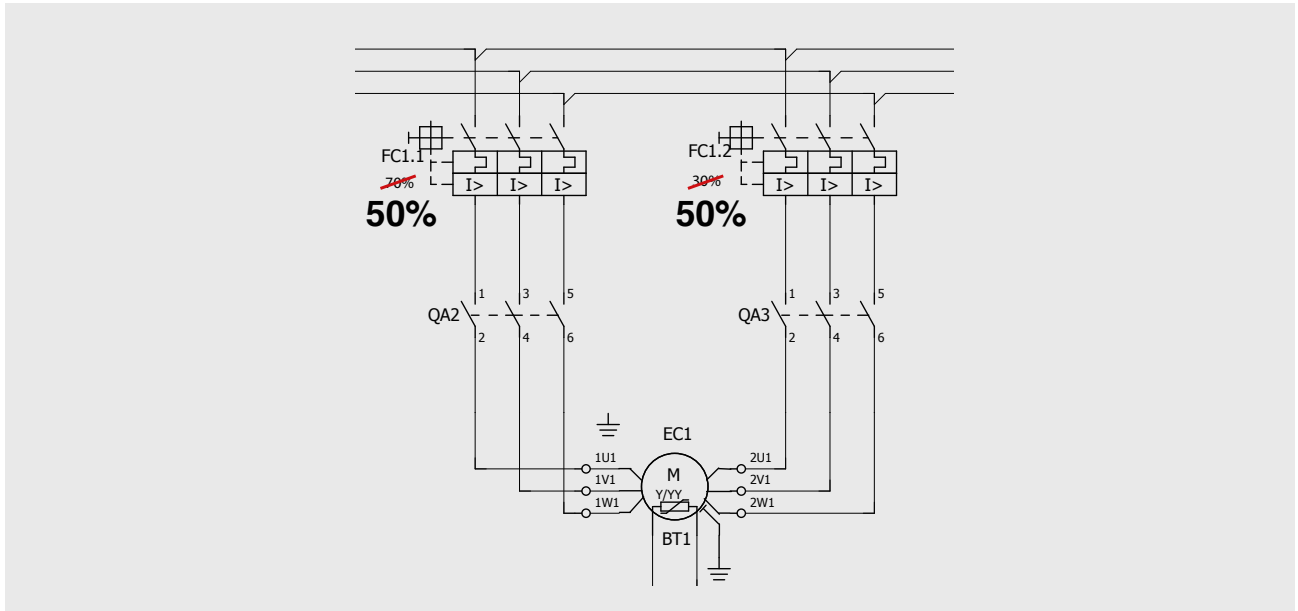 FC1.1
FC1.2
70%
30%
I> I> I>
I> I> I>
50%
50%
1 3 5
1 3 5
QA2
QA3
2 4 6
2 4 6
EC1
1U1
M
2U1
1V1
Y/YY
2V1
1W1
2W1
BT1